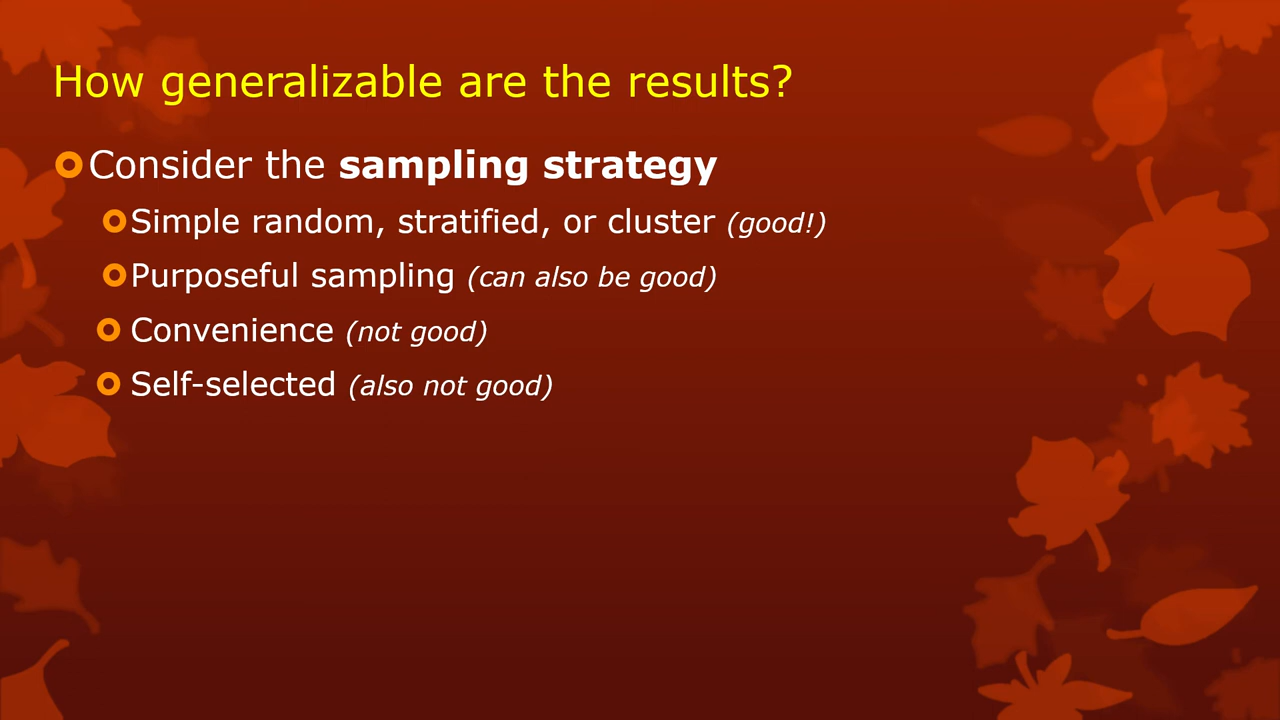 How generalizable are the results?
Consider the sampling strategy
Simple random, stratified, or cluster (good!)
Purposeful sampling (can also be good)
Convenience (not good)
Self-selected (also not good)